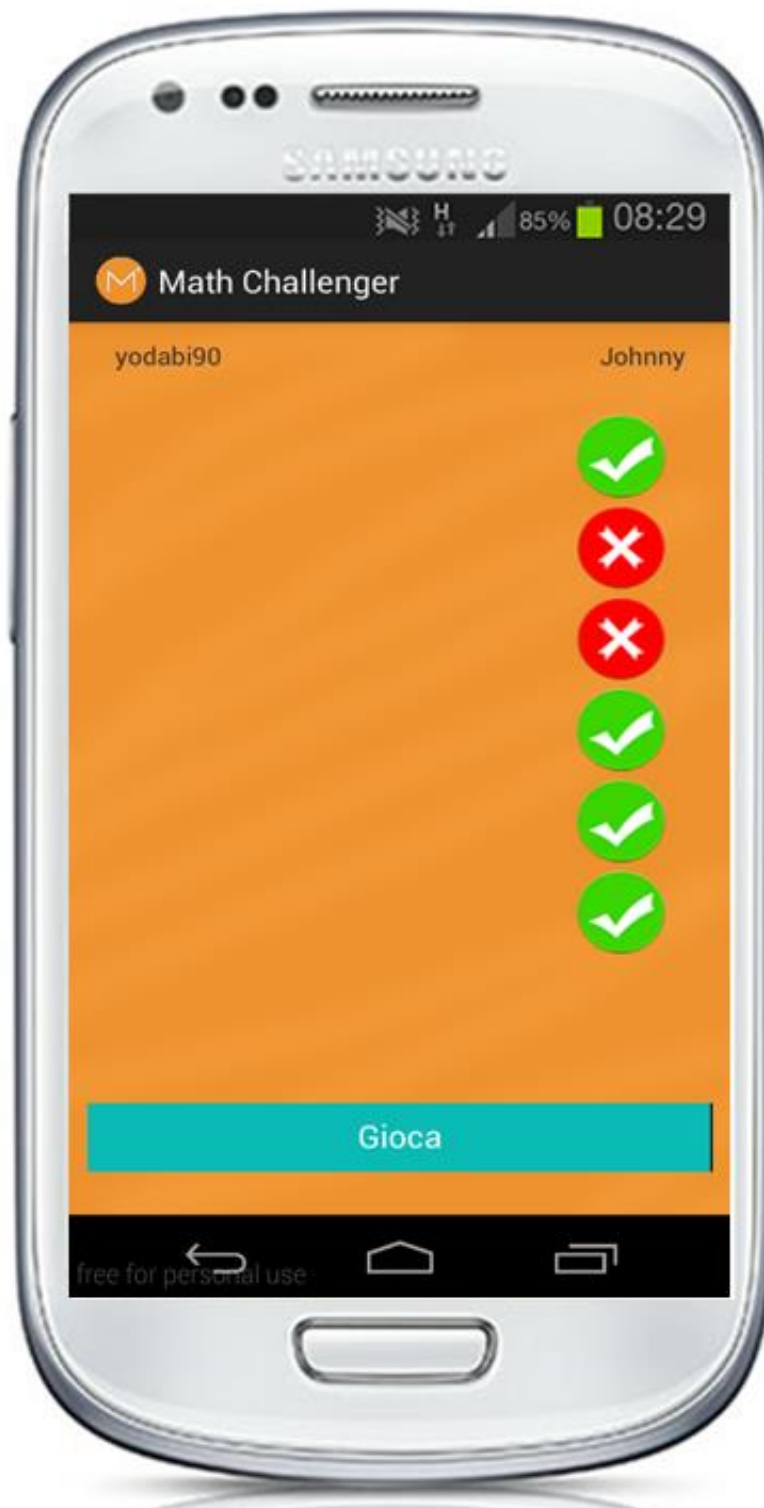 SAMSUNG
H 85% 08:29
M Math Challenger
yodabi90 Johnny
Gioca
free for personal use